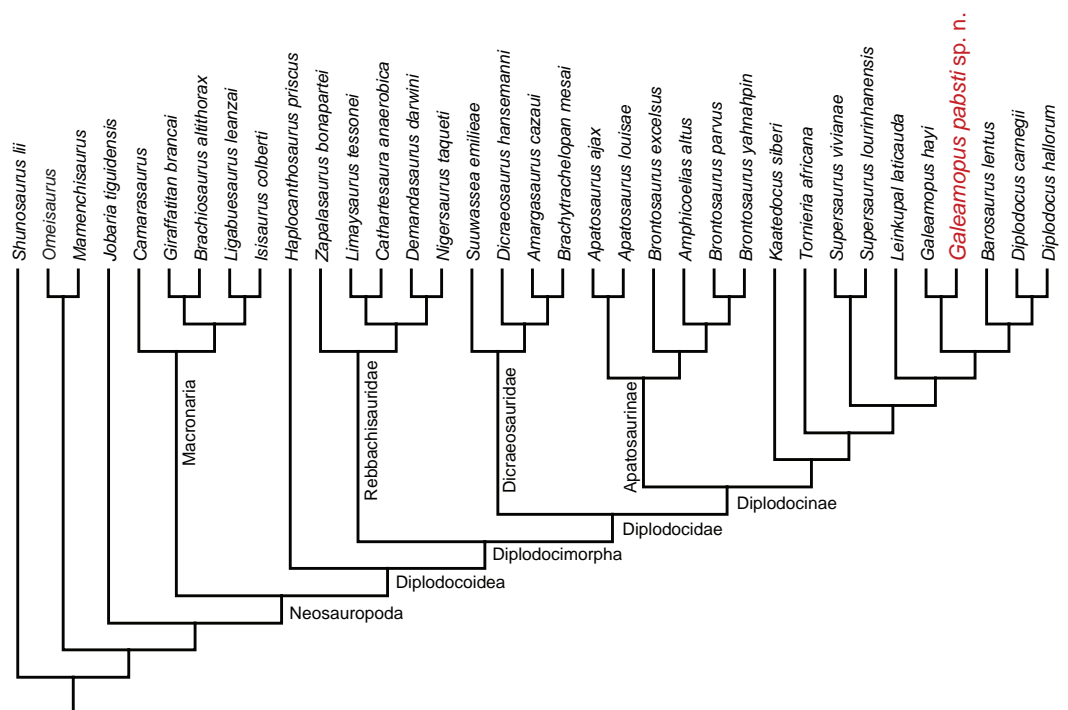 Shunosaurus lii
Omeisaurus
Mamenchisaurus
Jobaria tiguidensis
Camarasaurus
Giraffatitan brancai
Brachiosaurus altithorax
Ligabuesaurus leanzai
Isisaurus colberti
Haplocanthosaurus priscus
Zapalasaurus bonapartei
Limaysaurus tessonei
Cathartesaura anaerobica
Demandasaurus darwini
Nigersaurus taqueti
Suuwassea emilieae
Dicraeosaurus hansemanni
Amargasaurus cazaui
Brachytrachelopan mesai
Apatosaurus ajax
Apatosaurus louisae
Brontosaurus excelsus
Amphicoelias altus
Brontosaurus parvus
Brontosaurus yahnahpin
Kaatedocus siberi
Tornieria africana
Supersaurus vivianae
Supersaurus lourinhanensis
Leinkupal laticauda
Galeamopus hayi
Galeamopus pabsti sp. n.
Barosaurus lentus
Diplodocus carnegii
Diplodocus hallorum
Macronaria
Rebbachisauridae
Dicraeosauridae
Apatosaurinae
Diplodocinae
Diplodocidae
Diplodocimorpha
Diplodocoidea
Neosauropoda